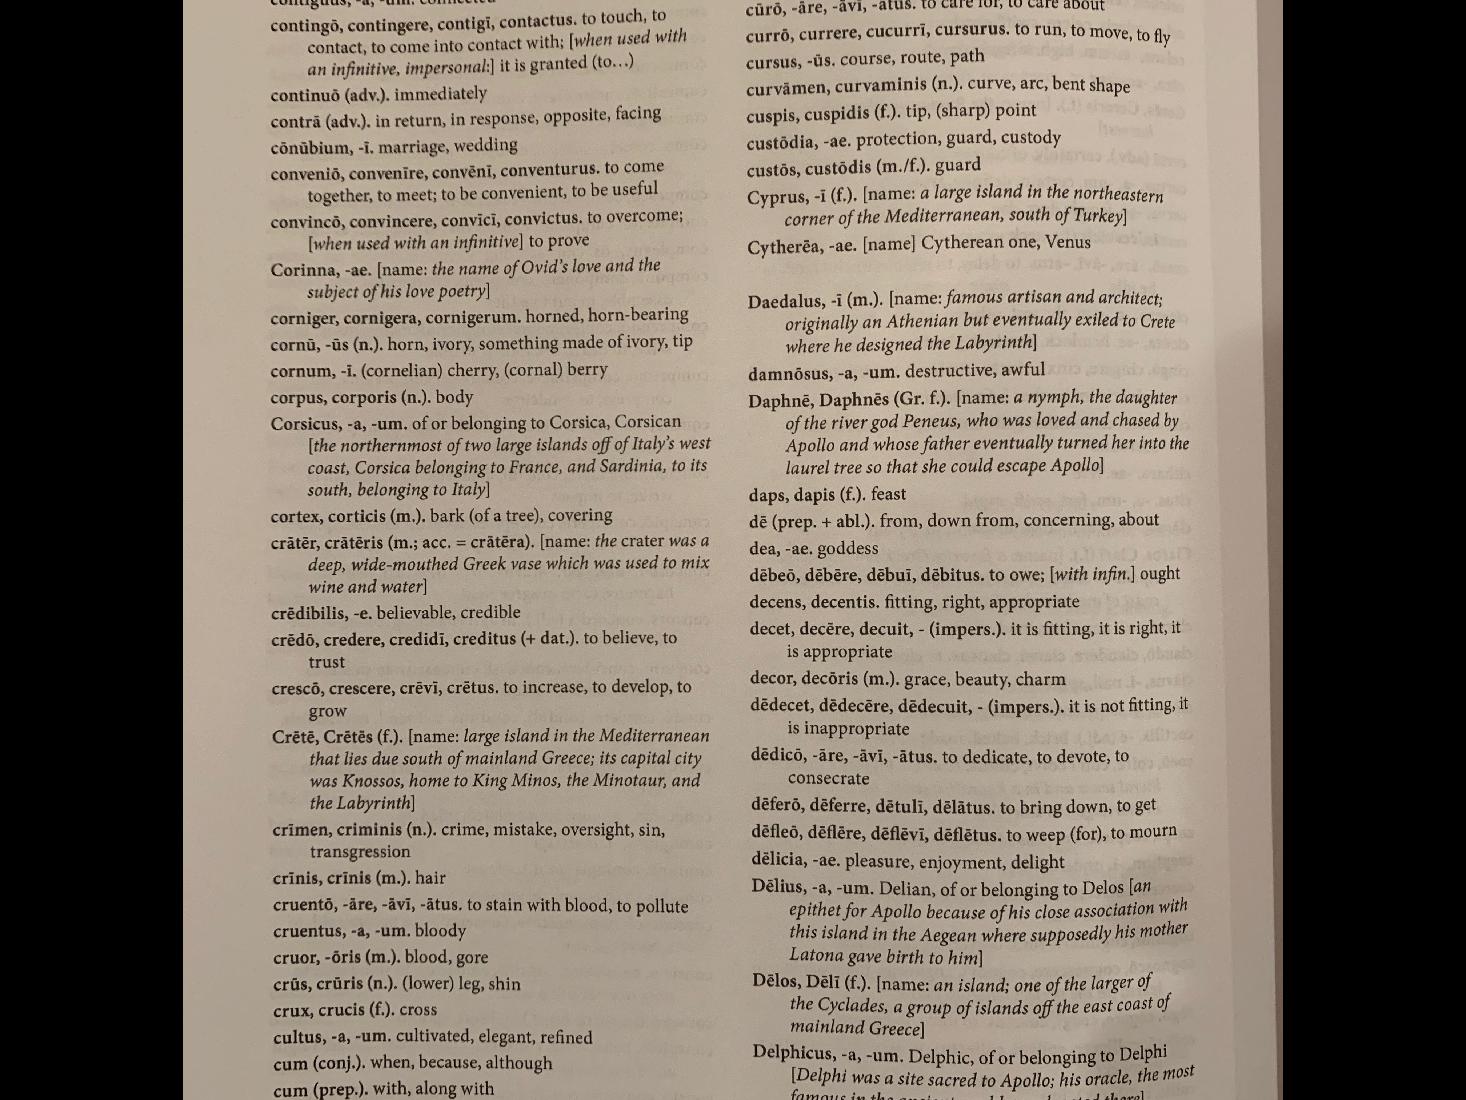 contiguus, -a, -um. connected
contingō, contingere, contigī, contactus. to touch, to
contact, to come into contact with; [when used with
an infinitive, impersonal:] it is granted (to…)
continuō (adv.). immediately
contrā (adv.). in return, in response, opposite, facing
cōnūbium, -ī. marriage, wedding
conveniō, convenīre, convēnī, conventurus. to come
together, to meet; to be convenient, to be useful
convincō, convincere, convīcī, convictus. to overcome;
[when used with an infinitive] to prove
Corinna, -ae. [name: the name of Ovid's love and the
subject of his love poetry]
corniger, cornigera, cornigerum. horned, horn-bearing
cornū, -ūs (n.). horn, ivory, something made of ivory, tip
cornum, -ī. (cornelian) cherry, (cornal) berry
corpus, corporis (n.). body
Corsicus, -a, -um. of or belonging to Corsica, Corsican
[the northernmost of two large islands off of Italy's west
coast, Corsica belonging to France, and Sardinia, to its
south, belonging to Italy]
cortex, corticis (m.). bark (of a tree), covering
crātēr, crātēris (m.; acc. = crātēra). [name: the crater was a
deep, wide-mouthed Greek vase which was used to mix
wine and water]
crēdibilis, -e. believable, credible
crēdō, credere, credidī, creditus (+ dat.). to believe, to
trust
crescō, crescere, crēvī, crētus. to increase, to develop, to
grow
Crētē, Crētēs (f.). [name: large island in the Mediterranean
that lies due south of mainland Greece; its capital city
was Knossos, home to King Minos, the Minotaur, and
the Labyrinth]
crīmen, criminis (n.). crime, mistake, oversight, sin,
transgression
crīnis, crīnis (m.). hair
cruentō, -āre, -āvī, -ātus. to stain with blood, to pollute
cruentus, -a, -um. bloody
cruor, -ōris (m.). blood, gore
crūs, crūris (n.). (lower) leg, shin
crux, crucis (f.). cross
cultus, -a, -um. cultivated, elegant, refined
cum (conj.). when, because, although
cum (prep.). with, along with
cūrō, -āre, -āvī, -ātus. to care for, to care about
currō, currere, cucurrī, cursurus. to run, to move, to fly
cursus, -ūs. course, route, path
curvāmen, curvaminis (n.). curve, arc, bent shape
cuspis, cuspidis (f.). tip, (sharp) point
custōdia, -ae. protection, guard, custody
custōs, custōdis (m./f.). guard
Cyprus, -ī (f.). [name: a large island in the northeastern
corner of the Mediterranean, south of Turkey]
Cytherēa, -ae. [name] Cytherean one, Venus
Daedalus, -ī (m.). [name: famous artisan and architect;
originally an Athenian but eventually exiled to Crete
where he designed the Labyrinth]
damnōsus, -a, -um. destructive, awful
Daphnē, Daphnēs (Gr. f.). [name: a nymph, the daughter
of the river god Peneus, who was loved and chased by
Apollo and whose father eventually turned her into the
laurel tree so that she could escape Apollo]
daps, dapis (f.). feast
dē (prep. + abl.). from, down from, concerning, about
dea, -ae. goddess
dēbeō, dēbēre, dēbuī, dēbitus. to owe; [with infin.] ought
decens, decentis. fitting, right, appropriate
decet, decēre, decuit, - (impers.). it is fitting, it is right, it
is appropriate
decor, decōris (m.). grace, beauty, charm
dēdecet, dēdecēre, dēdecuit, - (impers.). it is not fitting, it
is inappropriate
dēdicō, -āre, -āvī, -ātus. to dedicate, to devote, to
consecrate
dēferō, dēferre, dētulī, dēlātus. to bring down, to get
dēfleō, dēflēre, dēflēvī, dēflētus. to weep (for), to mourn
dēlicia, -ae. pleasure, enjoyment, delight
Dēlius, -a, -um. Delian, of or belonging to Delos [an
epithet for Apollo because of his close association with
this island in the Aegean where supposedly his mother
Latona gave birth to him]
Dēlos, Dēlī (f.). [name: an island; one of the larger of
the Cyclades, a group of islands off the east coast of
mainland Greece]
Delphicus, -a, -um. Delphic, of or belonging to Delphi
[Delphi was a site sacred to Apollo; his oracle, the most
famous in the